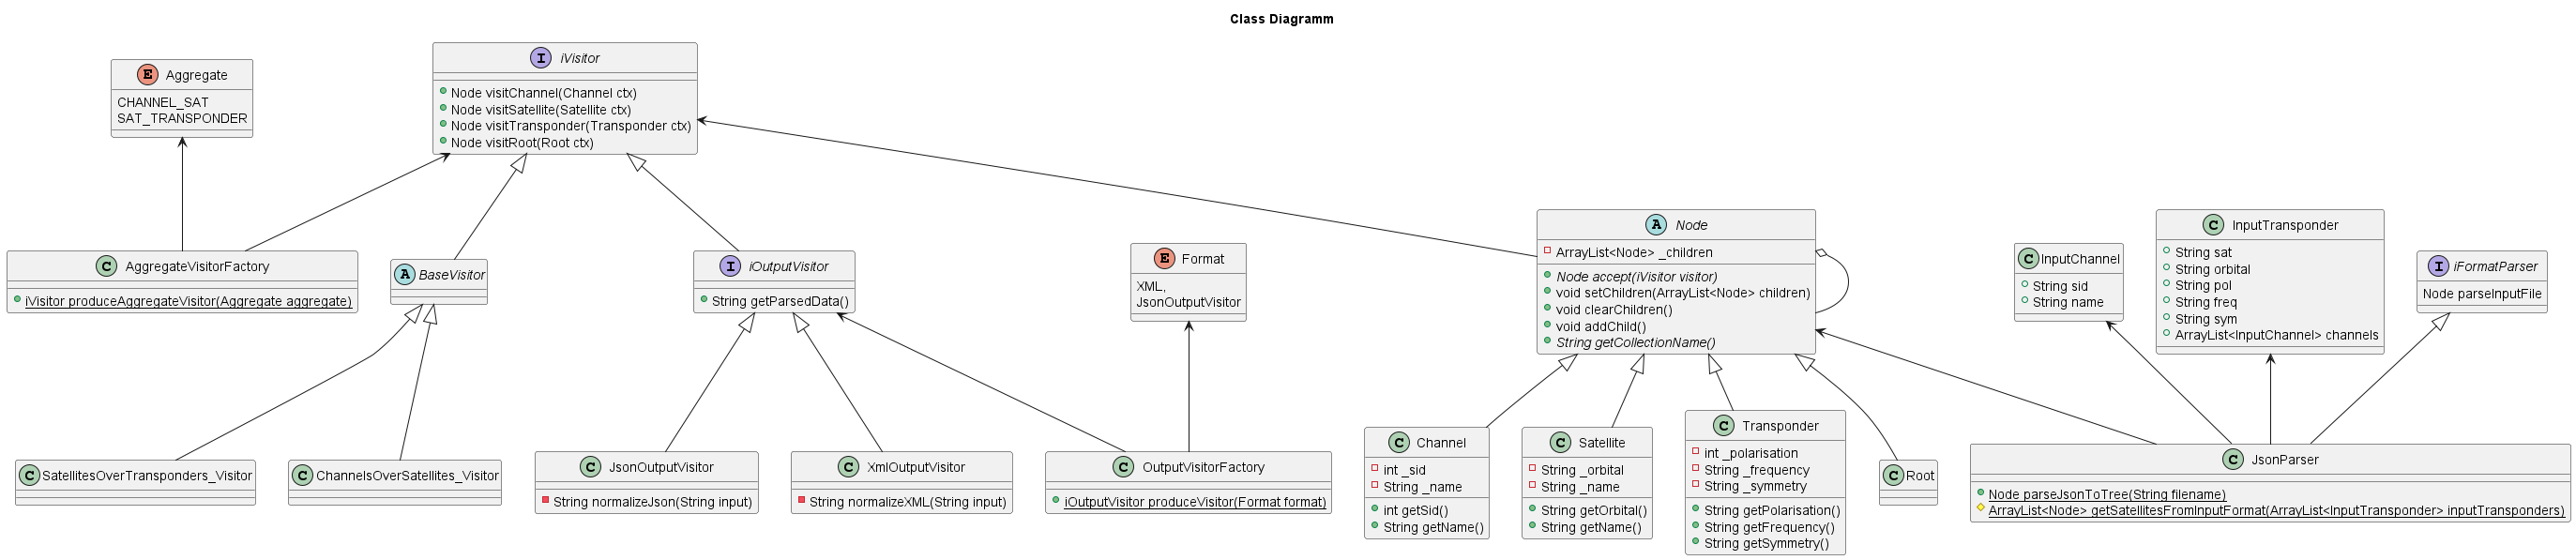 Class Diagramm
E Aggregate
CHANNEL_SAT
SAT_TRANSPONDER
I iVisitor
Node visitChannel(Channel ctx)
Node visitSatellite(Satellite ctx)
Node visitTransponder(Transponder ctx)
Node visitRoot(Root ctx)
C AggregateVisitorFactory
iVisitor produceAggregateVisitor(Aggregate aggregate)
A BaseVisitor
I iOutputVisitor
String getParsedData()
E Format
XML,
JsonOutputVisitor
A Node
ArrayList<Node> _children
Node accept(iVisitor visitor)
void setChildren(ArrayList<Node> children)
void clearChildren()
void addChild()
String getCollectionName()
C InputChannel
String sid
String name
C InputTransponder
String sat
String orbital
String pol
String freq
String sym
ArrayList<InputChannel> channels
I iFormatParser
Node parseInputFile
C SatellitesOverTransponders_Visitor
C ChannelsOverSatellites_Visitor
C JsonOutputVisitor
String normalizeJson(String input)
C XmlOutputVisitor
String normalizeXML(String input)
C OutputVisitorFactory
iOutputVisitor produceVisitor(Format format)
C Channel
int _sid
String _name
int getSid()
String getName()
C Satellite
String _orbital
String _name
String getOrbital()
String getName()
C Transponder
int _polarisation
String _frequency
String _symmetry
String getPolarisation()
String getFrequency()
String getSymmetry()
C Root
C JsonParser
Node parseJsonToTree(String filename)
ArrayList<Node> getSatellitesFromInputFormat(ArrayList<InputTransponder> inputTransponders)